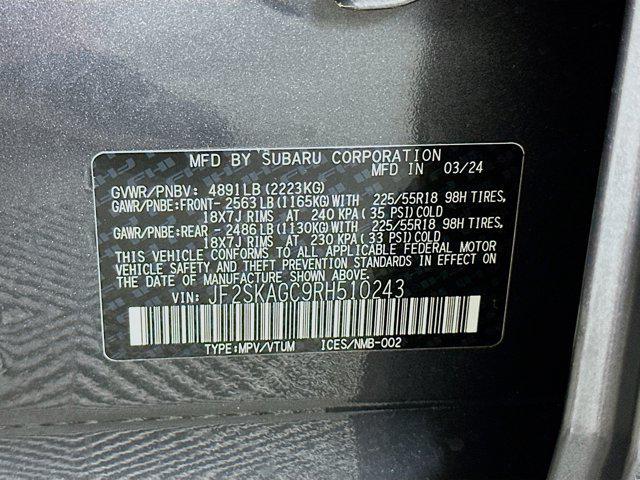 MFD BY SUBARU CORPORATION
MFD IN 03/24
GVWR/PNBV: 4891LB(2223KG)
GAWR/PNBE:FRONT-2563LB(1165KG)WITH 225/55R18 98H TIRES,
18X7J RIMS AT 240 KPA(35 PSI)COLD
GAWR/PNBE:REAR -2486LB(1130KG)WITH 225/55R18 98H TIRES,
18X7J RIMS AT 230 KPA(33 PSI)COLD
THIS VEHICLE CONFORMS TO ALL APPLICABLE FEDERAL MOTOR
VEHICLE SAFETY AND THEFT PREVENTION STANDARDS IN EFFECT ON
THE DATE OF MANUFACTURE SHOWN ABOVE.
VIN: JF2SKAGC9RH510243
TYPE:MPV/VTUM ICES/NMB-002